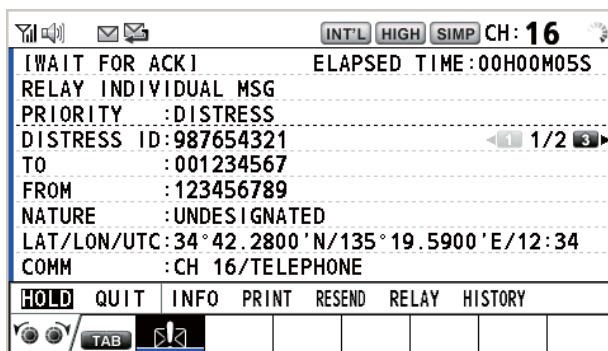 INT'L HIGH SIMP CH: 16
[WAIT FOR ACK] ELAPSED TIME:00H00M05S
RELAY INDIVIDUAL MSG
PRIORITY :DISTRESS
DISTRESS ID:987654321 1 1/2 3
TO :001234567
FROM :123456789
NATURE :UNDESIGNATED
LAT/LON/UTC:34°42.2800'N/135°19.5900'E/12:34
COMM :CH 16/TELEPHONE
HOLD QUIT INFO PRINT RESEND RELAY HISTORY
TAB